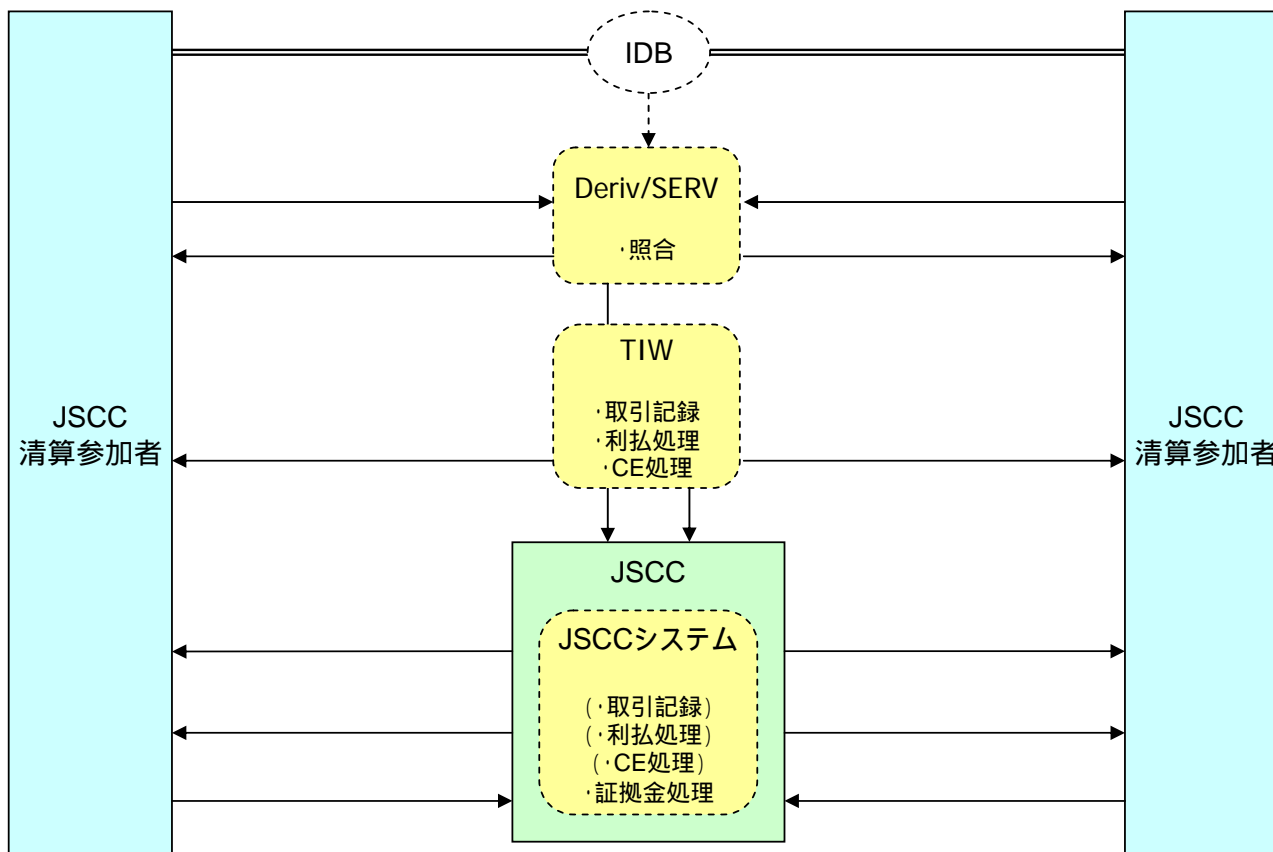 IDB
Deriv/SERV
・照合
TIW
・取引記録
・利払処理
・CE処理
JSCC
清算参加者
JSCC
清算参加者
JSCC
JSCCシステム
(・取引記録)
(・利払処理)
(・CE処理)
・証拠金処理